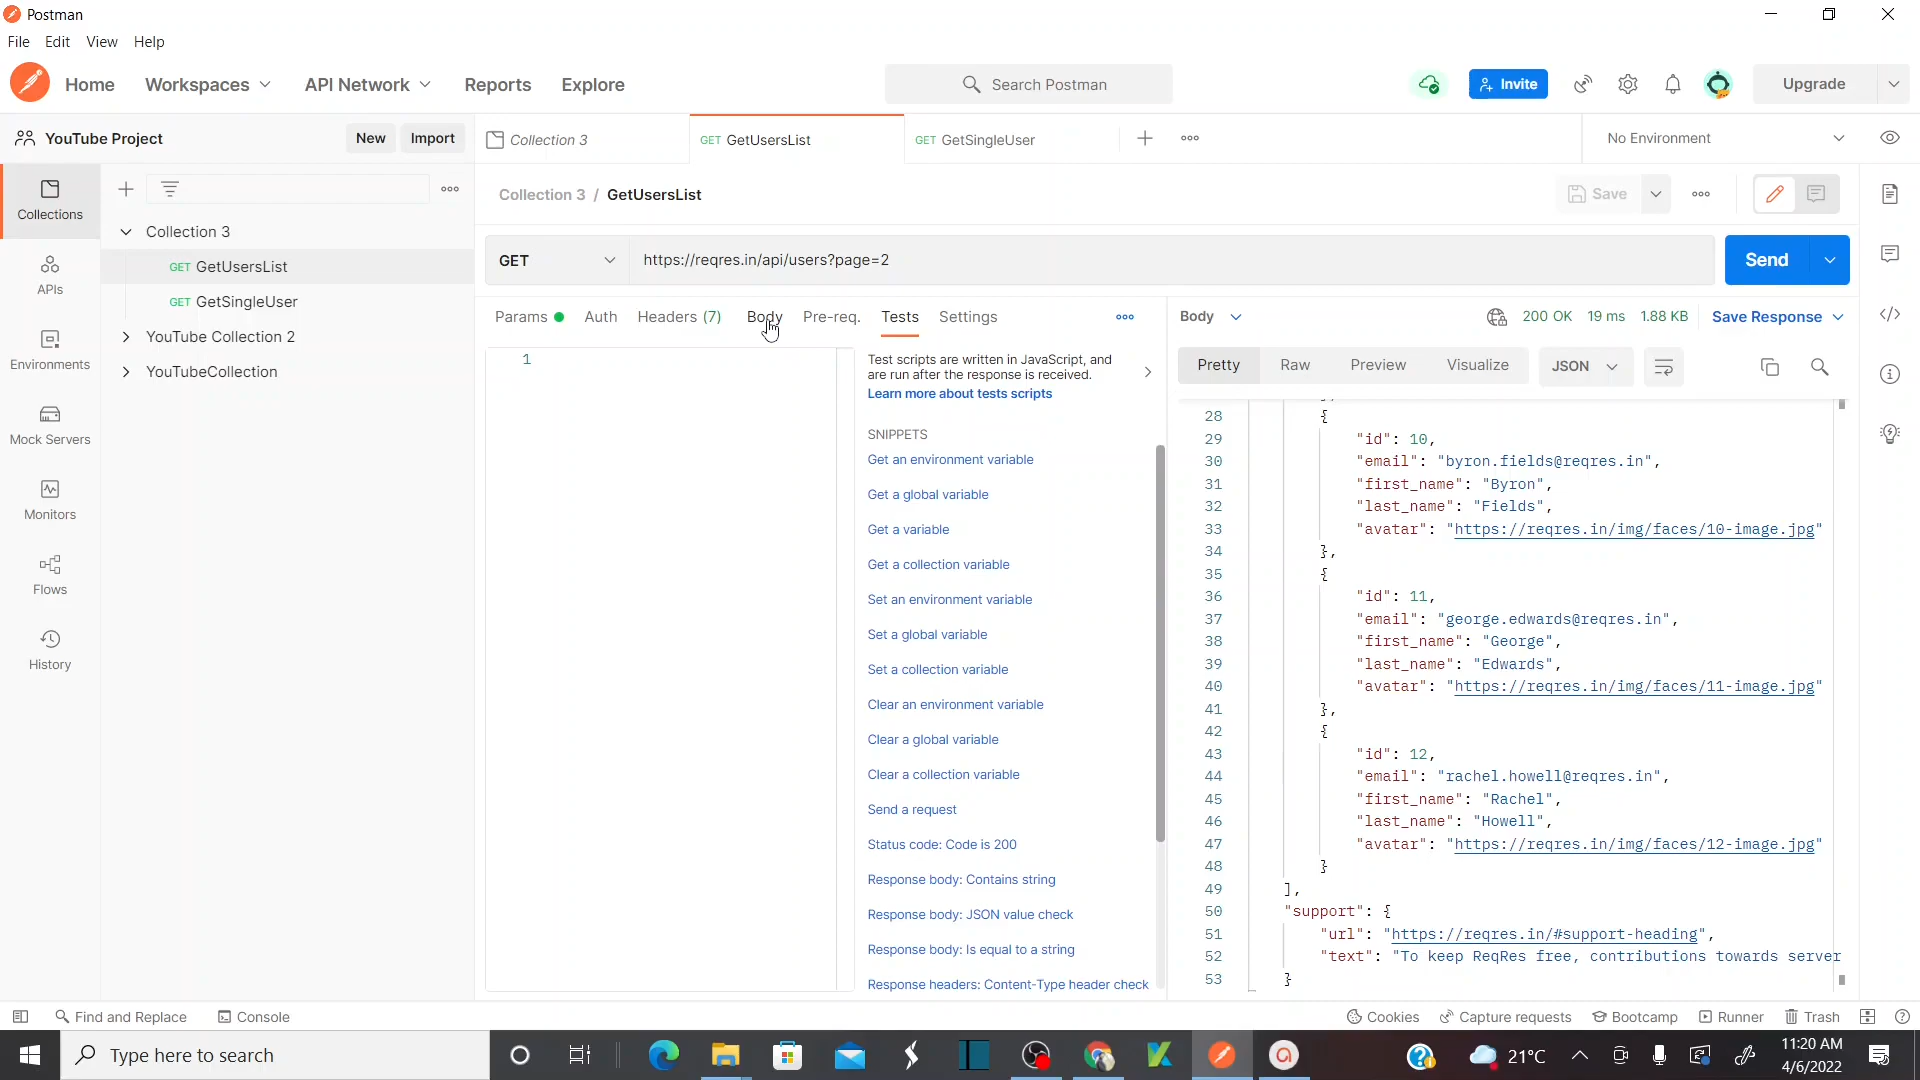 Postman
File Edit View Help
Home Workspaces API Network Reports Explore Search Postman Invite Upgrade
YouTube Project New Import Collection 3 GET GetUsersList GET GetSingleUser No Environment
Collections
APIs
Environments
Mock Servers
Monitors
Flows
History
Collection 3
GET GetUsersList
GET GetSingleUser
YouTube Collection 2
YouTubeCollection
Collection 3 / GetUsersList Save
GET https://reqres.in/api/users?page=2 Send
Params Auth Headers (7) Body Pre-req. Tests Settings
1
Test scripts are written in JavaScript, and
are run after the response is received.
Learn more about tests scripts
SNIPPETS
Get an environment variable
Get a global variable
Get a variable
Get a collection variable
Set an environment variable
Set a global variable
Set a collection variable
Clear an environment variable
Clear a global variable
Clear a collection variable
Send a request
Status code: Code is 200
Response body: Contains string
Response body: JSON value check
Response body: Is equal to a string
Response headers: Content-Type header check
Body 200 OK 19 ms 1.88 KB Save Response
Pretty Raw Preview Visualize JSON
28 {
29 "id": 10,
30 "email": "byron.fields@reqres.in",
31 "first_name": "Byron",
32 "last_name": "Fields",
33 "avatar": "https://reqres.in/img/faces/10-image.jpg"
34 },
35 {
36 "id": 11,
37 "email": "george.edwards@reqres.in",
38 "first_name": "George",
39 "last_name": "Edwards",
40 "avatar": "https://reqres.in/img/faces/11-image.jpg"
41 },
42 {
43 "id": 12,
44 "email": "rachel.howell@reqres.in",
45 "first_name": "Rachel",
46 "last_name": "Howell",
47 "avatar": "https://reqres.in/img/faces/12-image.jpg"
48 }
49 ],
50 "support": {
51 "url": "https://reqres.in/#support-heading",
52 "text": "To keep ReqRes free, contributions towards server
53 }
Find and Replace Console Cookies Capture requests Bootcamp Runner Trash
Type here to search 21°C 11:20 AM
4/6/2022